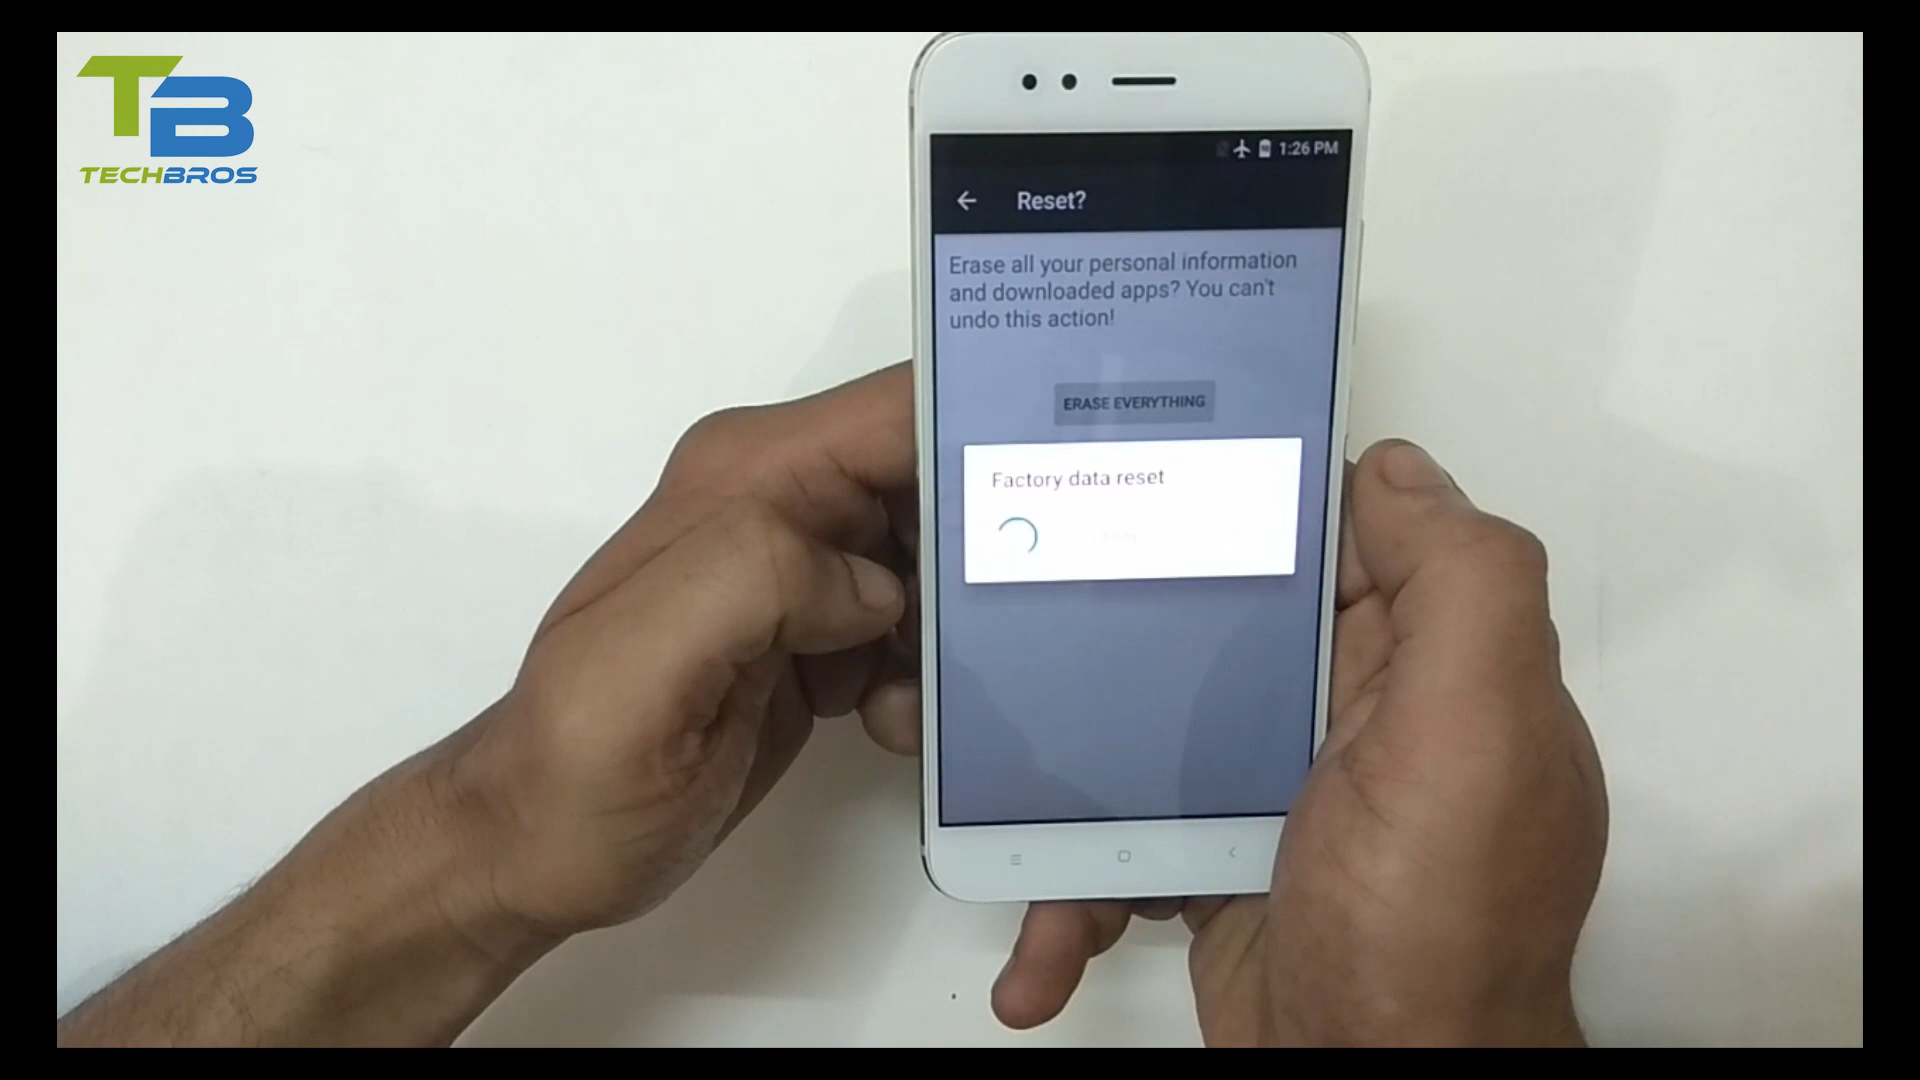 TB
TECHBROS
1:26 PM
Reset?
Erase all your personal information
and downloaded apps? You can't
undo this action!
ERASE EVERYTHING
Factory data reset